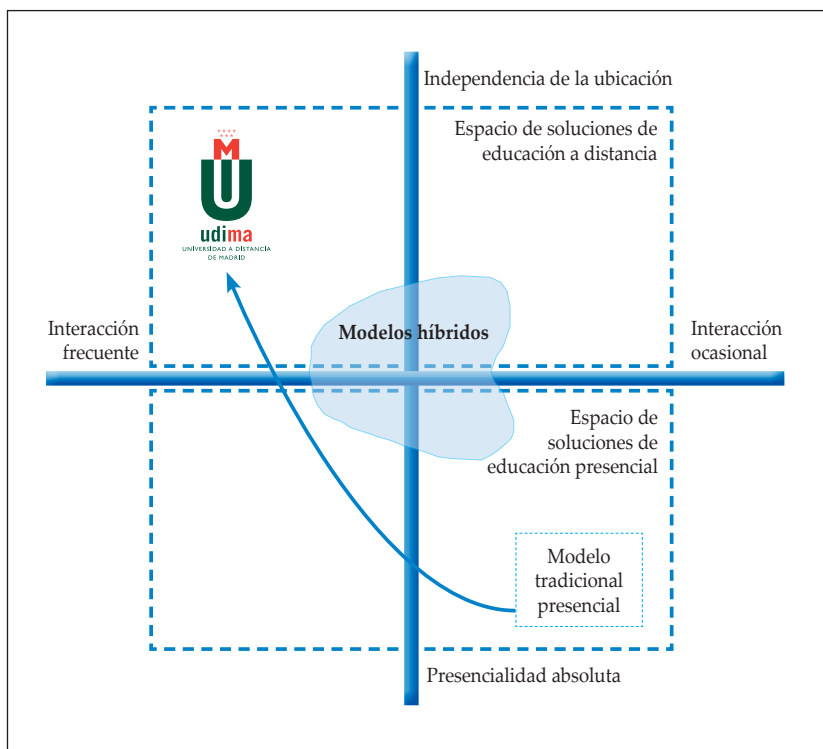 Independencia de la ubicación
Espacio de soluciones de
educación a distancia
M
U
udima
UNIVERSIDAD A DISTANCIA
DE MADRID
Modelos híbridos
Interacción
frecuente
Interacción
ocasional
Espacio de
soluciones de
educación presencial
Modelo
tradicional
presencial
Presencialidad absoluta